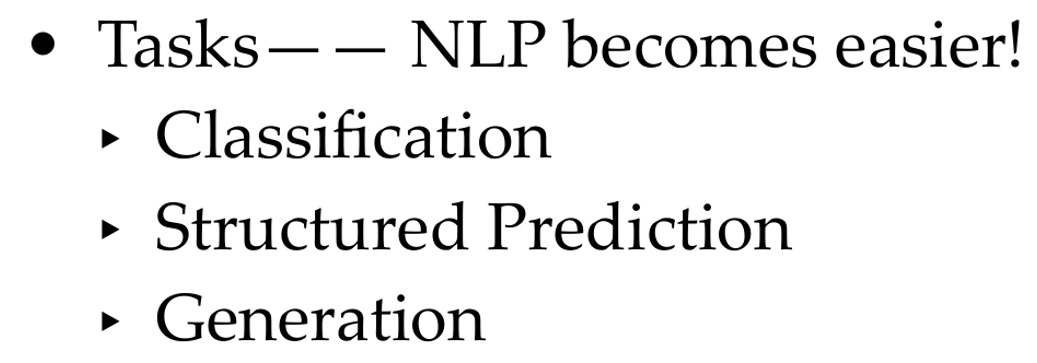 • Tasks—— NLP becomes easier!
‣ Classification
‣ Structured Prediction
‣ Generation